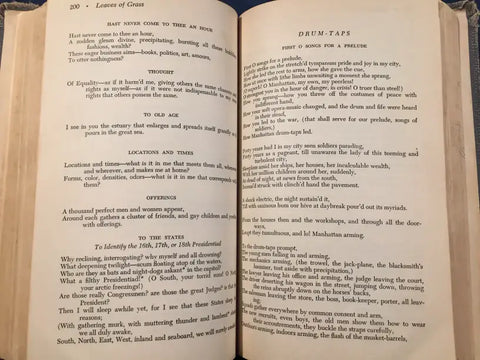 200 • Leaves of Grass
HAST NEVER COME TO THEE AN HOUR
Hast never come to thee an hour,
A sudden gleam divine, precipitating, bursting all these bubbles,
fashions, wealth?
These eager business aims—books, politics, art, amours,
To utter nothingness?
THOUGHT
Of Equality—as if it harm'd me, giving others the same chances and
rights as myself—as if it were not indispensable to my own
rights that others possess the same.
TO OLD AGE
I see in you the estuary that enlarges and spreads itself grandly as it
pours in the great sea.
LOCATIONS AND TIMES
Locations and times—what is it in me that meets them all, whenever
and wherever, and makes me at home?
Forms, colors, densities, odors—what is it in me that corresponds with
them?
OFFERINGS
A thousand perfect men and women appear,
Around each gathers a cluster of friends, and gay children and youths,
with offerings.
TO THE STATES
To Identify the 16th, 17th, or 18th Presidentiad
Why reclining, interrogating? why myself and all drowsing?
What deepening twilight—scum floating atop of the waters,
Who are they as bats and night-dogs askant in the capitol?
What a filthy Presidentiad! (O South, your torrid suns! O North,
your arctic freezings!)
Are those really Congressmen? are those the great Judges? is that the
President?
Then I will sleep awhile yet, for I see that these States sleep, for
reasons;
(With gathering murk, with muttering thunder and lambent shoots
we all duly awake,
South, North, East, West, inland and seaboard, we will surely awake.)
DRUM-TAPS
FIRST O SONGS FOR A PRELUDE
First O songs for a prelude,
Lightly strike on the stretch'd tympanum pride and joy in my city,
How she led the rest to arms, how she gave the cue,
How at once with lithe limbs unwaiting a moment she sprang,
(O superb! O Manhattan, my own, my peerless!
O strongest you in the hour of danger, in crisis! O truer than steel!)
How you sprang—how you threw off the costumes of peace with
indifferent hand,
How your soft opera-music changed, and the drum and fife were heard
in their stead,
How you led to the war, (that shall serve for our prelude, songs of
soldiers,)
How Manhattan drum-taps led.
Forty years had I in my city seen soldiers parading,
Forty years as a pageant, till unawares the lady of this teeming and
turbulent city,
Sleepless amid her ships, her houses, her incalculable wealth,
With her million children around her, suddenly,
At dead of night, at news from the south,
Incens'd struck with clinch'd hand the pavement.
A shock electric, the night sustain'd it,
Till with ominous hum our hive at daybreak pour'd out its myriads.
From the houses then and the workshops, and through all the door-
ways,
Leapt they tumultuous, and lo! Manhattan arming.
To the drum-taps prompt,
The young men falling in and arming,
The mechanics arming, (the trowel, the jack-plane, the blacksmith's
hammer, tost aside with precipitation,)
The lawyer leaving his office and arming, the judge leaving the court,
The driver deserting his wagon in the street, jumping down, throwing
the reins abruptly down on the horses' backs,
The salesman leaving the store, the boss, book-keeper, porter, all leav-
ing;
Squads gather everywhere by common consent and arm,
The new recruits, even boys, the old men show them how to wear
their accoutrements, they buckle the straps carefully,
Outdoors arming, indoors arming, the flash of the musket-barrels,